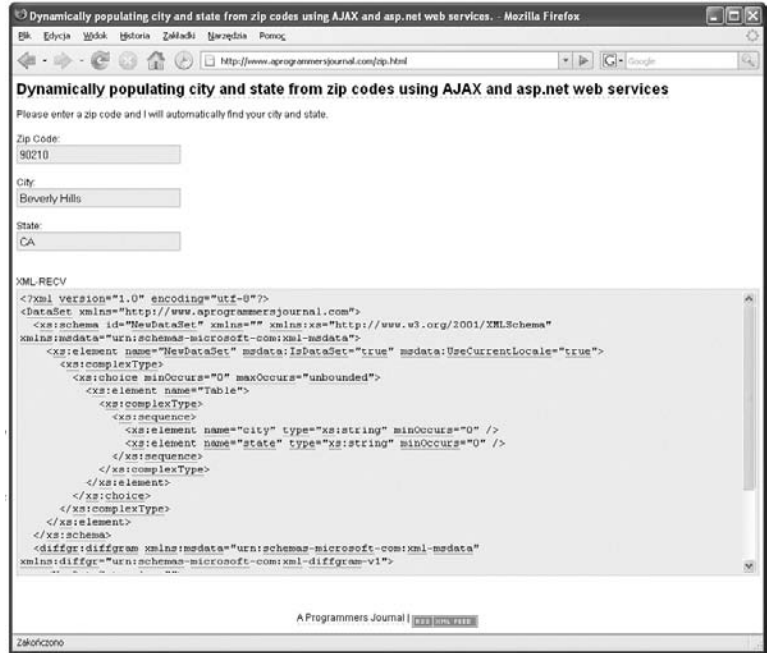 Dynamically populating city and state from zip codes using AJAX and asp.net web services. - Mozilla Firefox
Plik Edycja Widok Historia Zakładki Narzędzia Pomoc
http://www.aprogrammersjournal.com/zip.html
G Google
Dynamically populating city and state from zip codes using AJAX and asp.net web services
Please enter a zip code and I will automatically find your city and state.
Zip Code:
90210
City:
Beverly Hills
State:
CA
XML-RECV
<?xml version="1.0" encoding="utf-8"?>
<DataSet xmlns="http://www.aprogrammersjournal.com">
<xs:schema id="NewDataSet" xmlns="" xmlns:xs="http://www.w3.org/2001/XMLSchema"
xmlns:msdata="urn:schemas-microsoft-com:xml-msdata">
<xs:element name="NewDataSet" msdata:IsDataSet="true" msdata:UseCurrentLocale="true">
<xs:complexType>
<xs:choice minOccurs="0" maxOccurs="unbounded">
<xs:element name="Table">
<xs:complexType>
<xs:sequence>
<xs:element name="city" type="xs:string" minOccurs="0" />
<xs:element name="state" type="xs:string" minOccurs="0" />
</xs:sequence>
</xs:complexType>
</xs:element>
</xs:choice>
</xs:complexType>
</xs:element>
</xs:schema>
<diffgr:diffgram xmlns:msdata="urn:schemas-microsoft-com:xml-msdata"
xmlns:diffgr="urn:schemas-microsoft-com:xml-diffgram-v1">
A Programmers Journal | RSS XML FEED
Zakończono